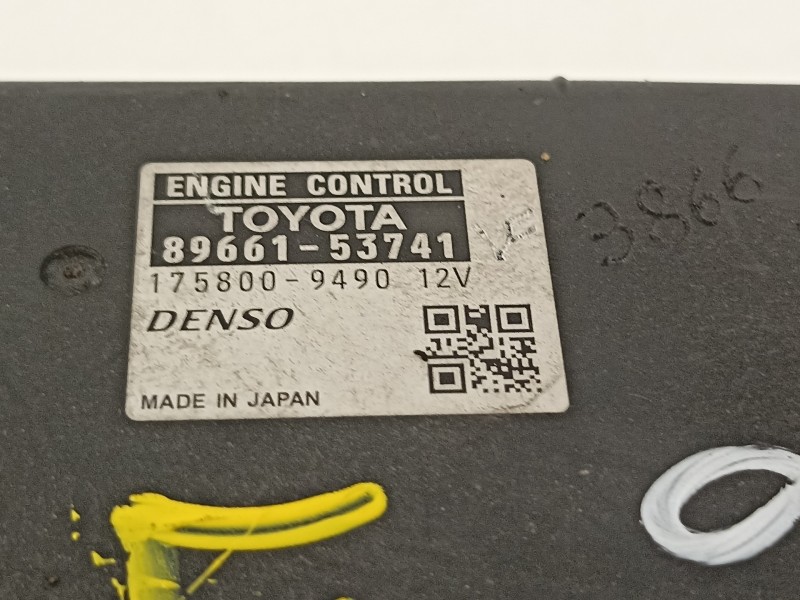 ENGINE CONTROL
TOYOTA
89661-53741
175800-9490 12V
DENSO
MADE IN JAPAN
3866